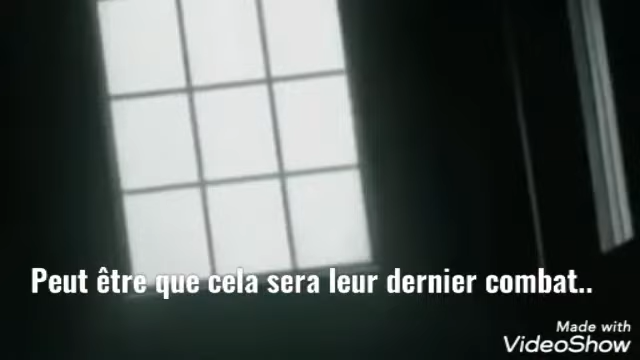 Peut être que cela sera leur dernier combat..
Made with
VideoShow